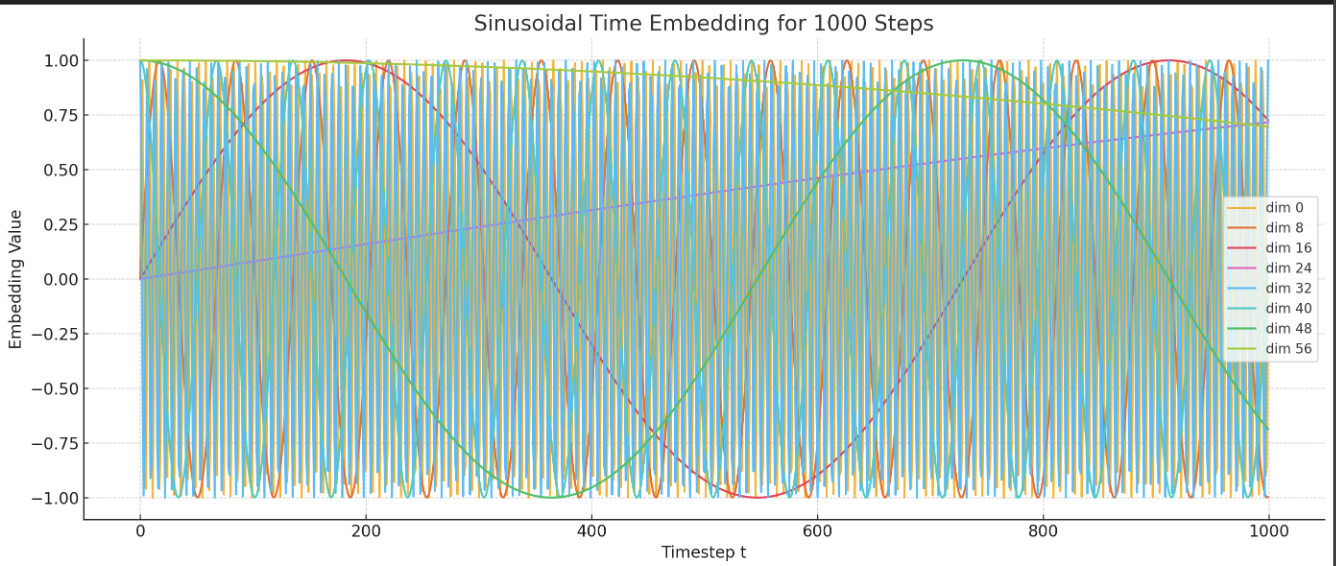 Sinusoidal Time Embedding for 1000 Steps
Embedding Value
1.00
0.75
0.50
0.25
0.00
−0.25
−0.50
−0.75
−1.00
dim 0
dim 8
dim 16
dim 24
dim 32
dim 40
dim 48
dim 56
0
200
400
600
800
1000
Timestep t